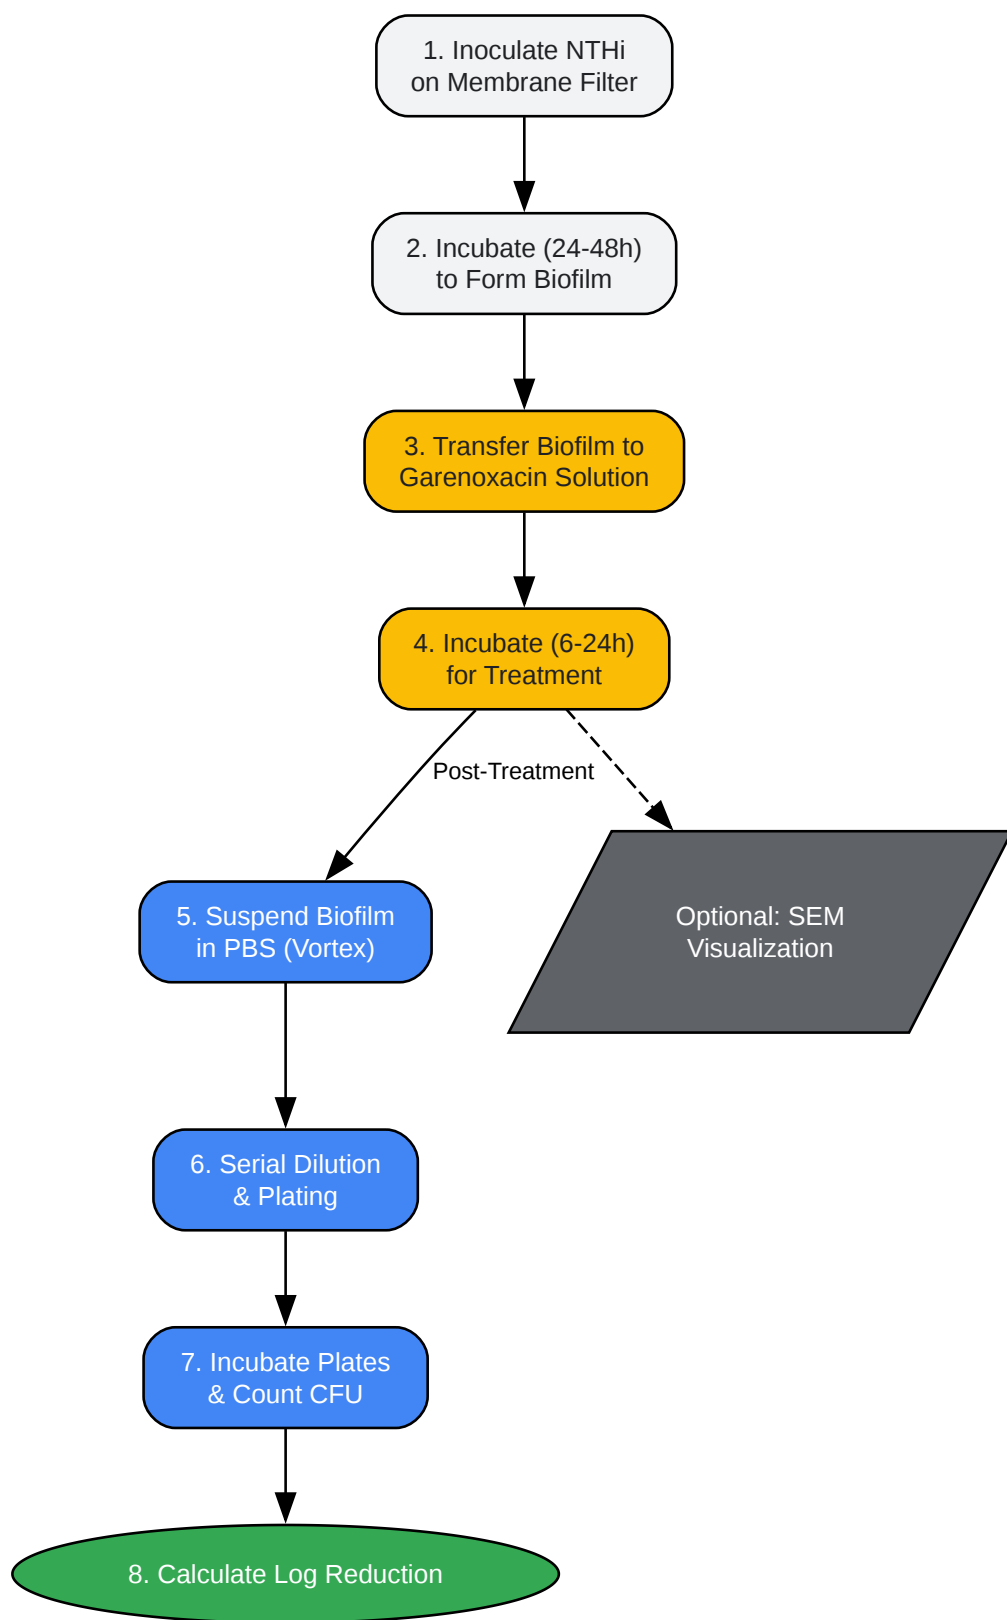 1. Inoculate NTHi
on Membrane Filter
2. Incubate (24-48h)
to Form Biofilm
3. Transfer Biofilm to
Garenoxacin Solution
4. Incubate (6-24h)
for Treatment
Post-Treatment
5. Suspend Biofilm
in PBS (Vortex)
Optional: SEM
Visualization
6. Serial Dilution
& Plating
7. Incubate Plates
& Count CFU
8. Calculate Log Reduction